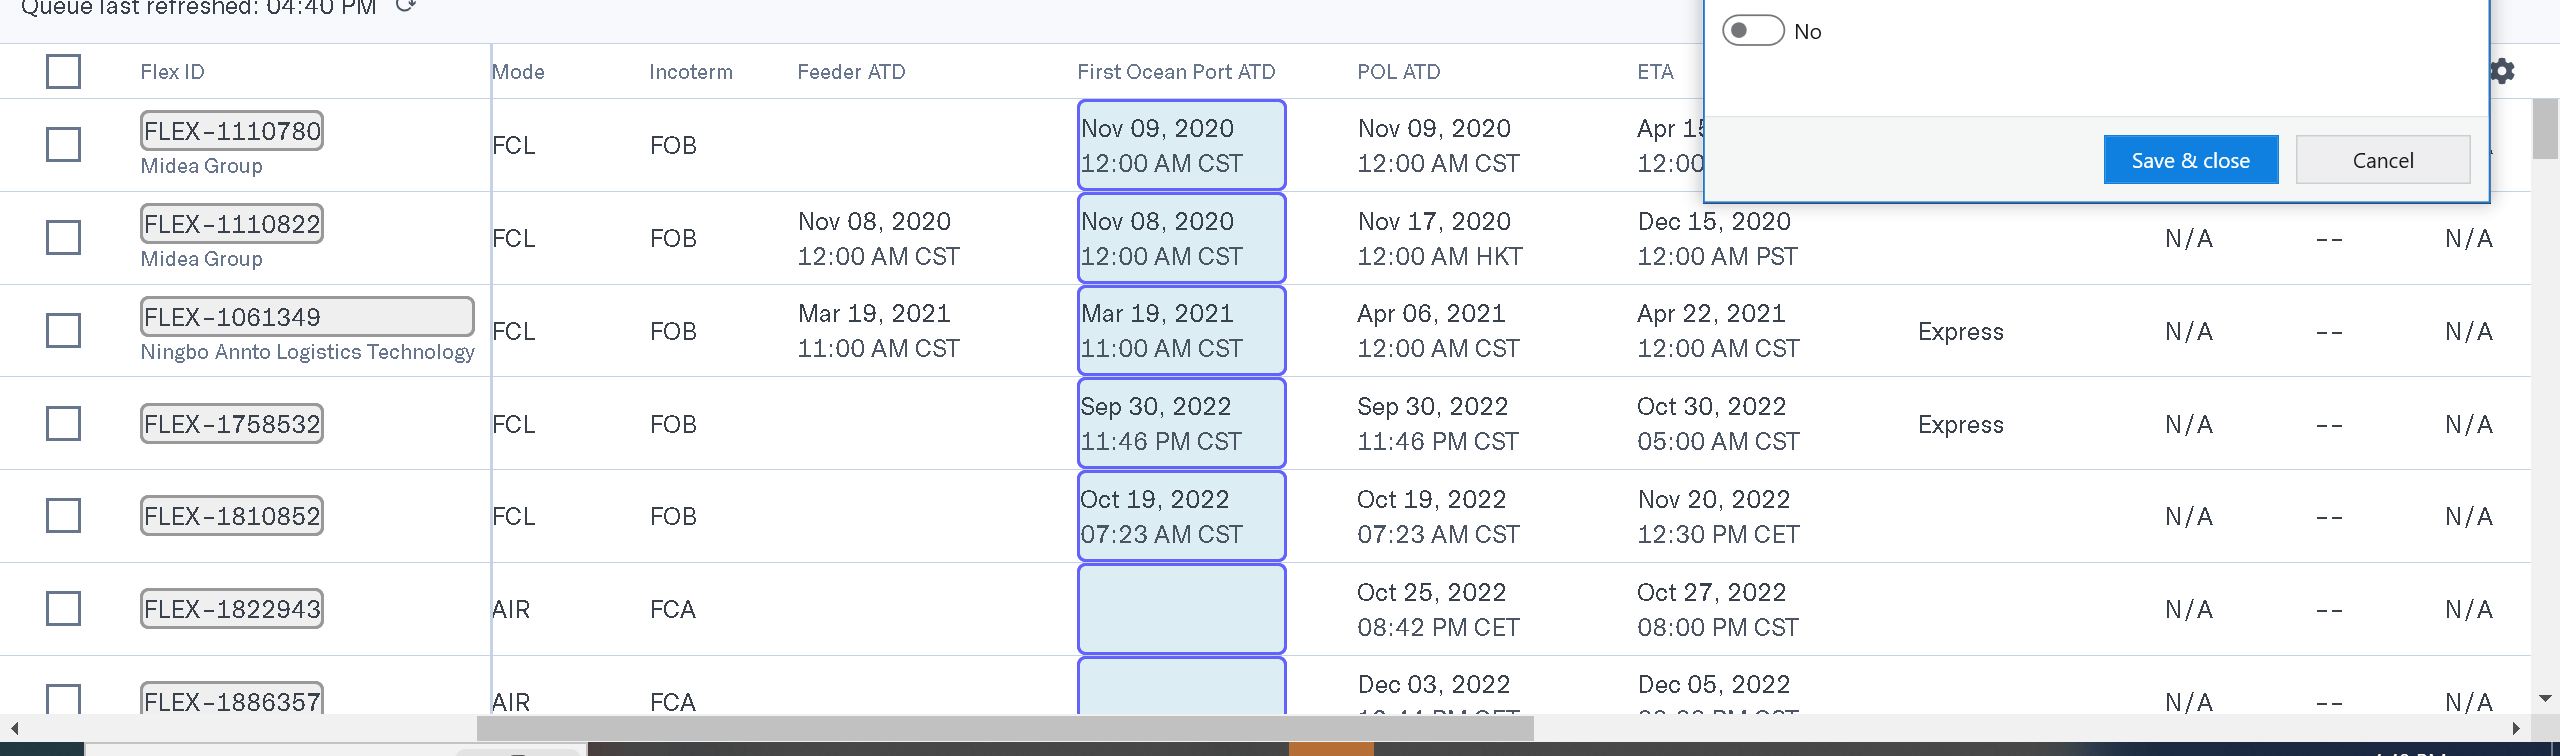 Queue last refreshed: 04:40 PM
No
Flex ID Mode Incoterm Feeder ATD First Ocean Port ATD POL ATD ETA
FLEX-1110780 Nov 09, 2020 Nov 09, 2020 Apr 15
Midea Group FCL FOB 12:00 AM CST 12:00 AM CST 12:00
Save & close Cancel
FLEX-1110822 Nov 08, 2020 Nov 08, 2020 Nov 17, 2020 Dec 15, 2020
Midea Group FCL FOB 12:00 AM CST 12:00 AM CST 12:00 AM HKT 12:00 AM PST N/A -- N/A
FLEX-1061349 Mar 19, 2021 Mar 19, 2021 Apr 06, 2021 Apr 22, 2021
Ningbo Annto Logistics Technology FCL FOB 11:00 AM CST 11:00 AM CST 12:00 AM CST 12:00 AM CST Express N/A -- N/A
Sep 30, 2022 Sep 30, 2022 Oct 30, 2022
FLEX-1758532 FCL FOB 11:46 PM CST 11:46 PM CST 05:00 AM CST Express N/A -- N/A
Oct 19, 2022 Oct 19, 2022 Nov 20, 2022
FLEX-1810852 FCL FOB 07:23 AM CST 07:23 AM CST 12:30 PM CET N/A -- N/A
Oct 25, 2022 Oct 27, 2022
FLEX-1822943 AIR FCA 08:42 PM CET 08:00 PM CST N/A -- N/A
Dec 03, 2022 Dec 05, 2022
FLEX-1886357 AIR FCA N/A -- N/A